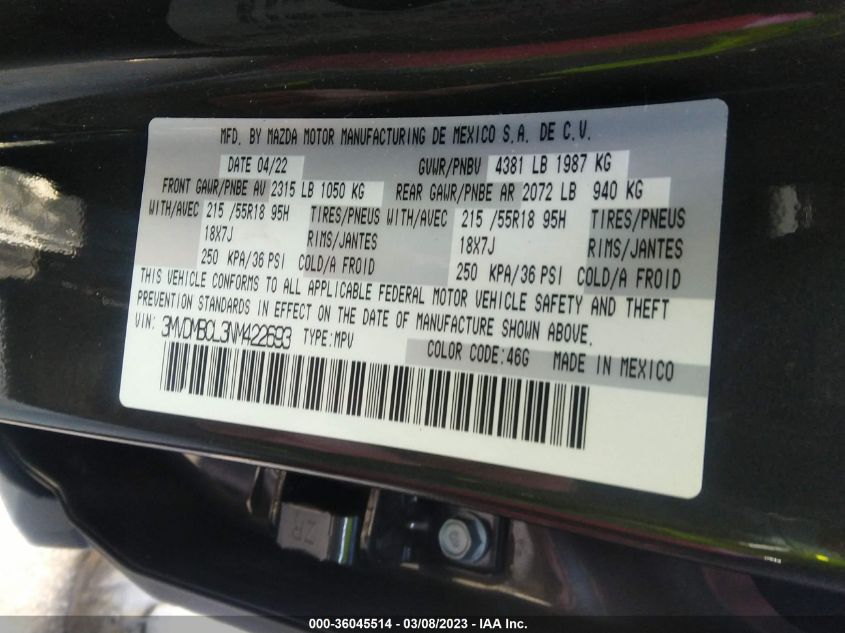 MFD. BY MAZDA MOTOR MANUFACTURING DE MEXICO S.A. DE C.V.
DATE 04/22 GVWR/PNBV 4381 LB 1987 KG
FRONT GAWR/PNBE AV 2315 LB 1050 KG REAR GAWR/PNBE AR 2072 LB 940 KG
WITH/AVEC 215 /55R18 95H TIRES/PNEUS WITH/AVEC 215 /55R18 95H TIRES/PNEUS
18X7J RIMS/JANTES 18X7J RIMS/JANTES
250 KPA/36 PSI COLD/A FROID 250 KPA/36 PSI COLD/A FROID
THIS VEHICLE CONFORMS TO ALL APPLICABLE FEDERAL MOTOR VEHICLE SAFETY AND THEFT
PREVENTION STANDARDS IN EFFECT ON THE DATE OF MANUFACTURE SHOWN ABOVE.
VIN: 3MVDMBCL3NM422693 TYPE:MPV
COLOR CODE:46G MADE IN MEXICO
ZR
000-36045514 - 03/08/2023 - IAA Inc.